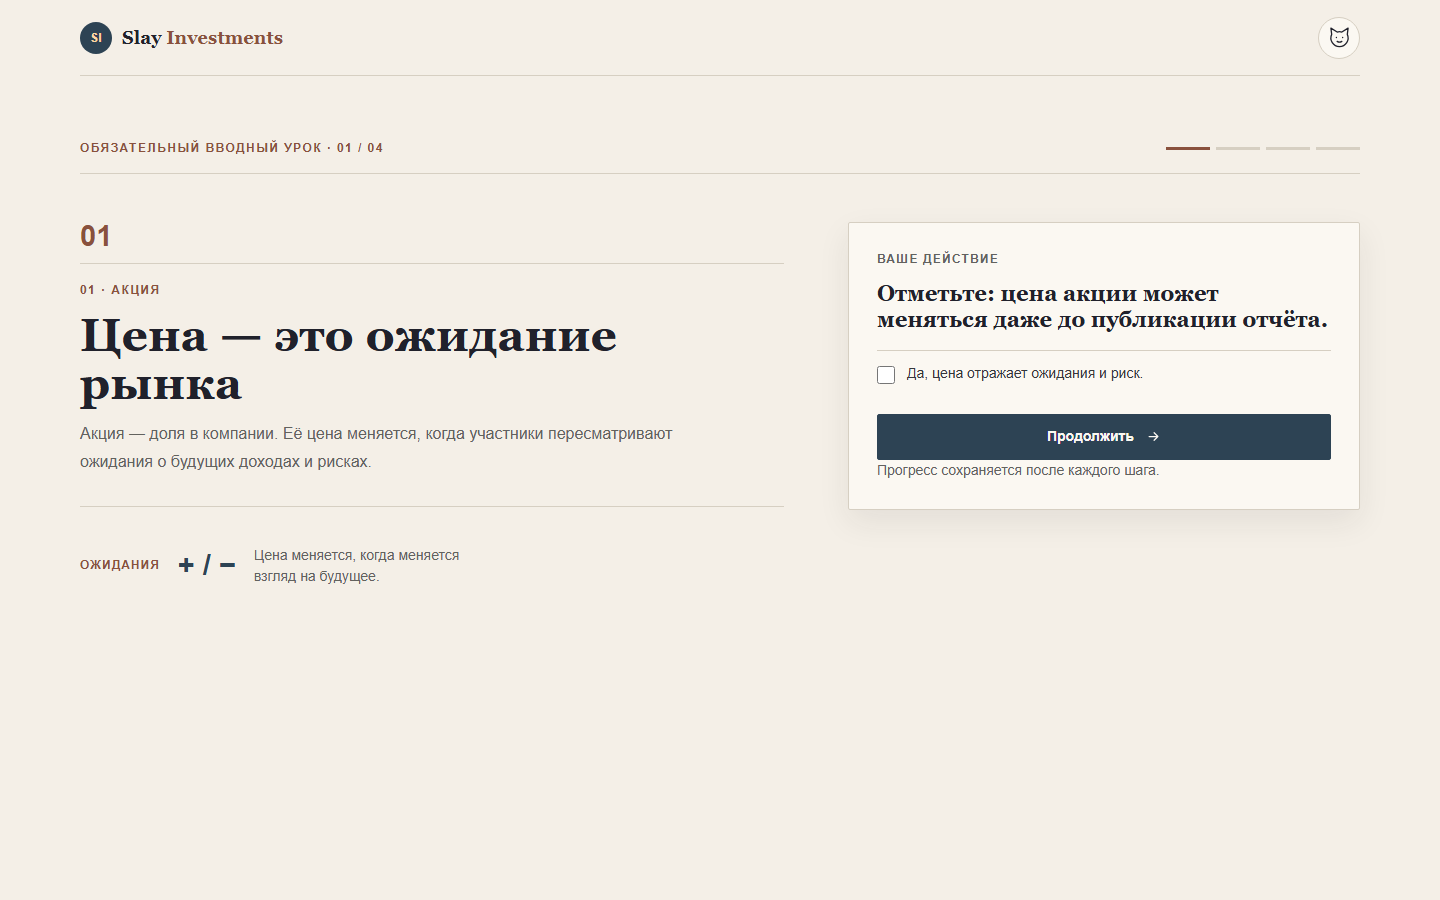 SI Slay Investments
ОБЯЗАТЕЛЬНЫЙ ВВОДНЫЙ УРОК · 01 / 04
01
01 · АКЦИЯ
Цена — это ожидание
рынка
Акция — доля в компании. Её цена меняется, когда участники пересматривают
ожидания о будущих доходах и рисках.
ОЖИДАНИЯ + / − Цена меняется, когда меняется
взгляд на будущее.
ВАШЕ ДЕЙСТВИЕ
Отметьте: цена акции может
меняться даже до публикации отчёта.
Да, цена отражает ожидания и риск.
Продолжить →
Прогресс сохраняется после каждого шага.